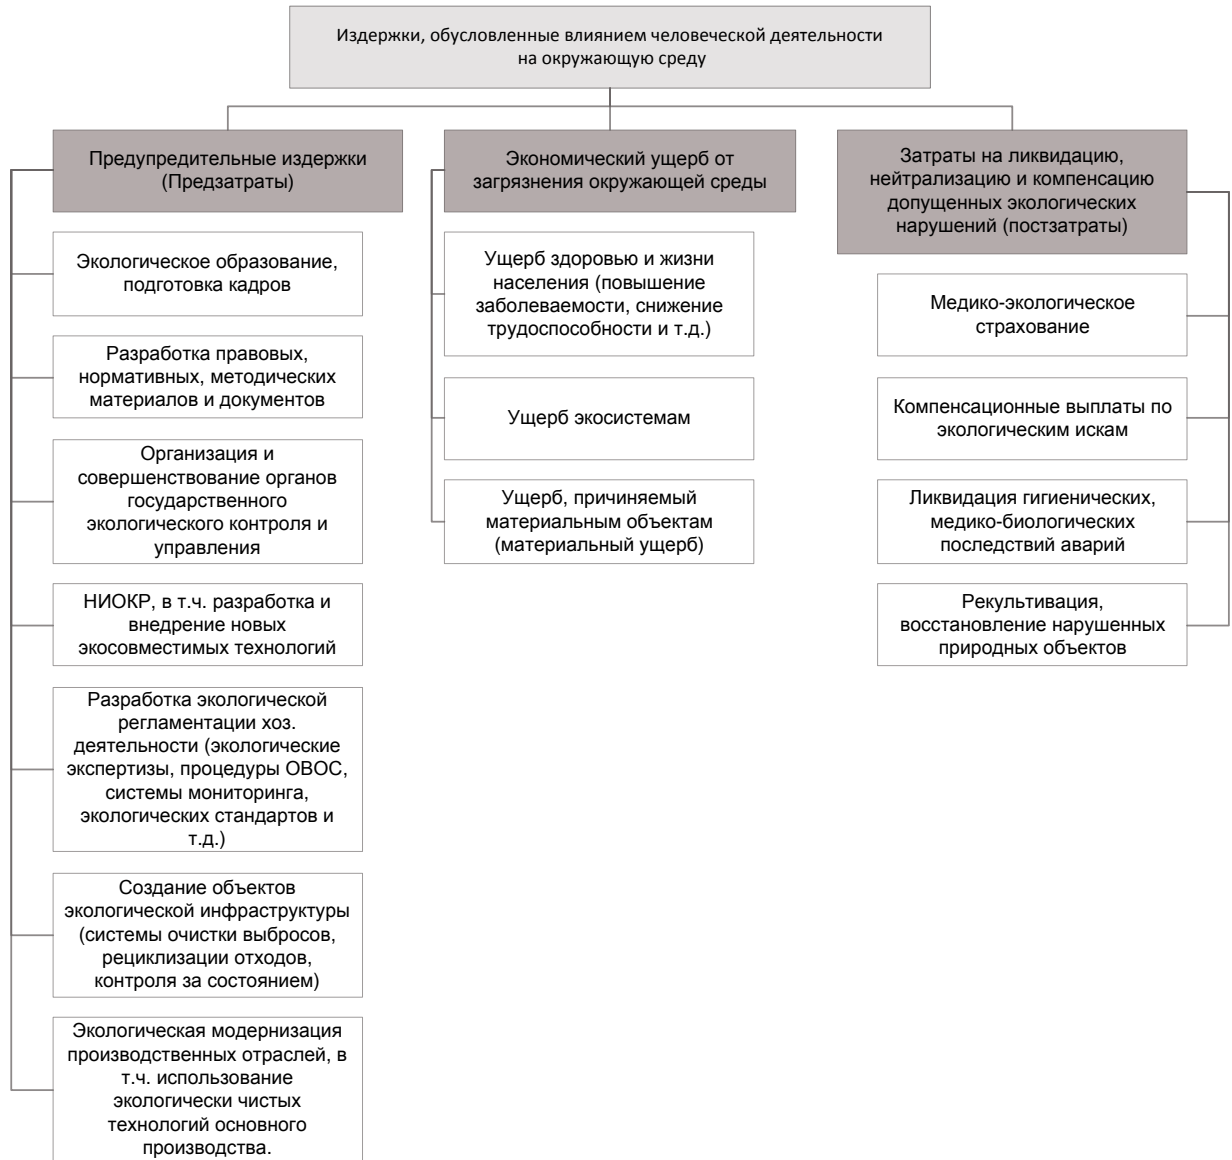 Издержки, обусловленные влиянием человеческой деятельности
на окружающую среду
Предупредительные издержки
(Предзатраты)
Экологическое образование,
подготовка кадров
Разработка правовых,
нормативных, методических
материалов и документов
Организация и
совершенствование органов
государственного
экологического контроля и
управления
НИОКР, в т.ч. разработка и
внедрение новых
экосовместимых технологий
Разработка экологической
регламентации хоз.
деятельности (экологические
экспертизы, процедуры ОВОС,
системы мониторинга,
экологических стандартов и
т.д.)
Создание объектов
экологической инфраструктуры
(системы очистки выбросов,
рециклизации отходов,
контроля за состоянием)
Экологическая модернизация
производственных отраслей, в
т.ч. использование
экологически чистых
технологий основного
производства.
Экономический ущерб от
загрязнения окружающей среды
Ущерб здоровью и жизни
населения (повышение
заболеваемости, снижение
трудоспособности и т.д.)
Ущерб экосистемам
Ущерб, причиняемый
материальным объектам
(материальный ущерб)
Затраты на ликвидацию,
нейтрализацию и компенсацию
допущенных экологических
нарушений (постзатраты)
Медико-экологическое
страхование
Компенсационные выплаты по
экологическим искам
Ликвидация гигиенических,
медико-биологических
последствий аварий
Рекультивация,
восстановление нарушенных
природных объектов